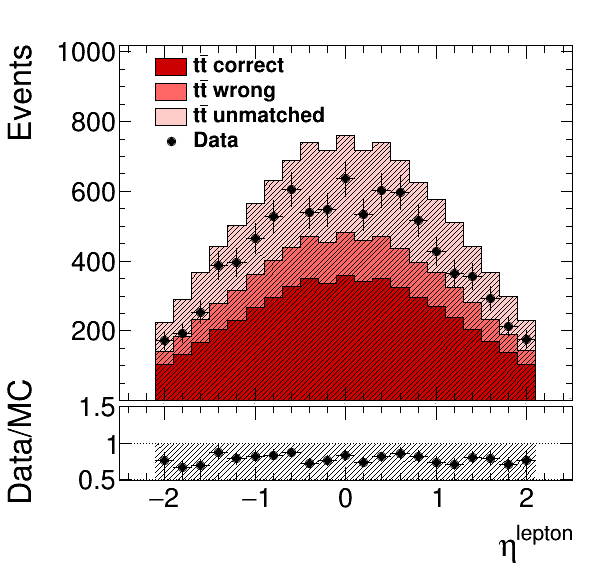 Events
1000
800
600
400
200
tt̄ correct
tt̄ wrong
tt̄ unmatched
Data
Data/MC
1.5
1
0.5
−2 −1 0 1 2
η^lepton